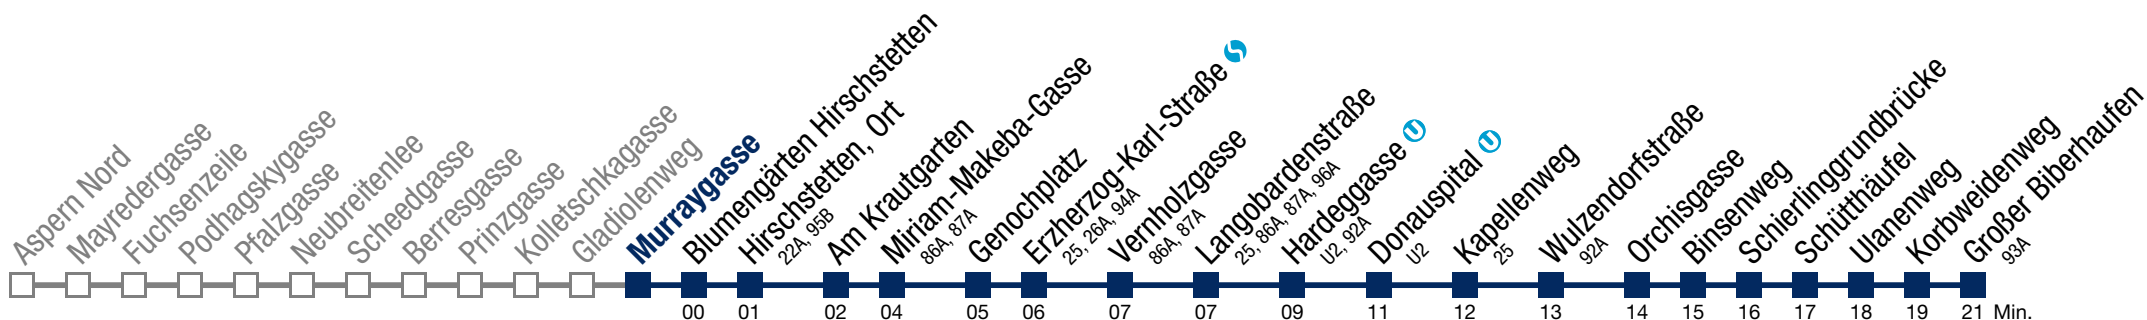 Aspern Nord
Mayredergasse
Fuchsenzeile
Podhagskygasse
Pfalzgasse
Neubreitenlee
Scheedgasse
Berresgasse
Prinzgasse
Kolletschkagasse
Gladiolenweg
Murraygasse
Blumengärten Hirschstetten
Hirschstetten, Ort
22A, 95B
Am Krautgarten
Miriam-Makeba-Gasse
86A, 87A
Genochplatz
Erzherzog-Karl-Straße
25, 26A, 94A
Vernholzgasse
86A, 87A
Langobardenstraße
25, 86A, 87A, 96A
Hardeggasse U
U2, 92A
Donauspital U
U2
Kapellenweg
25
Wulzendorfstraße
92A
Orchisgasse
Binsenweg
Schierlinggrundbrücke
Schütthäufel
Ulanenweg
Korbweidenweg
Großer Biberhaufen
93A
00 01 02 04 05 06 07 07 09 11 12 13 14 15 16 17 18 19 21 Min.